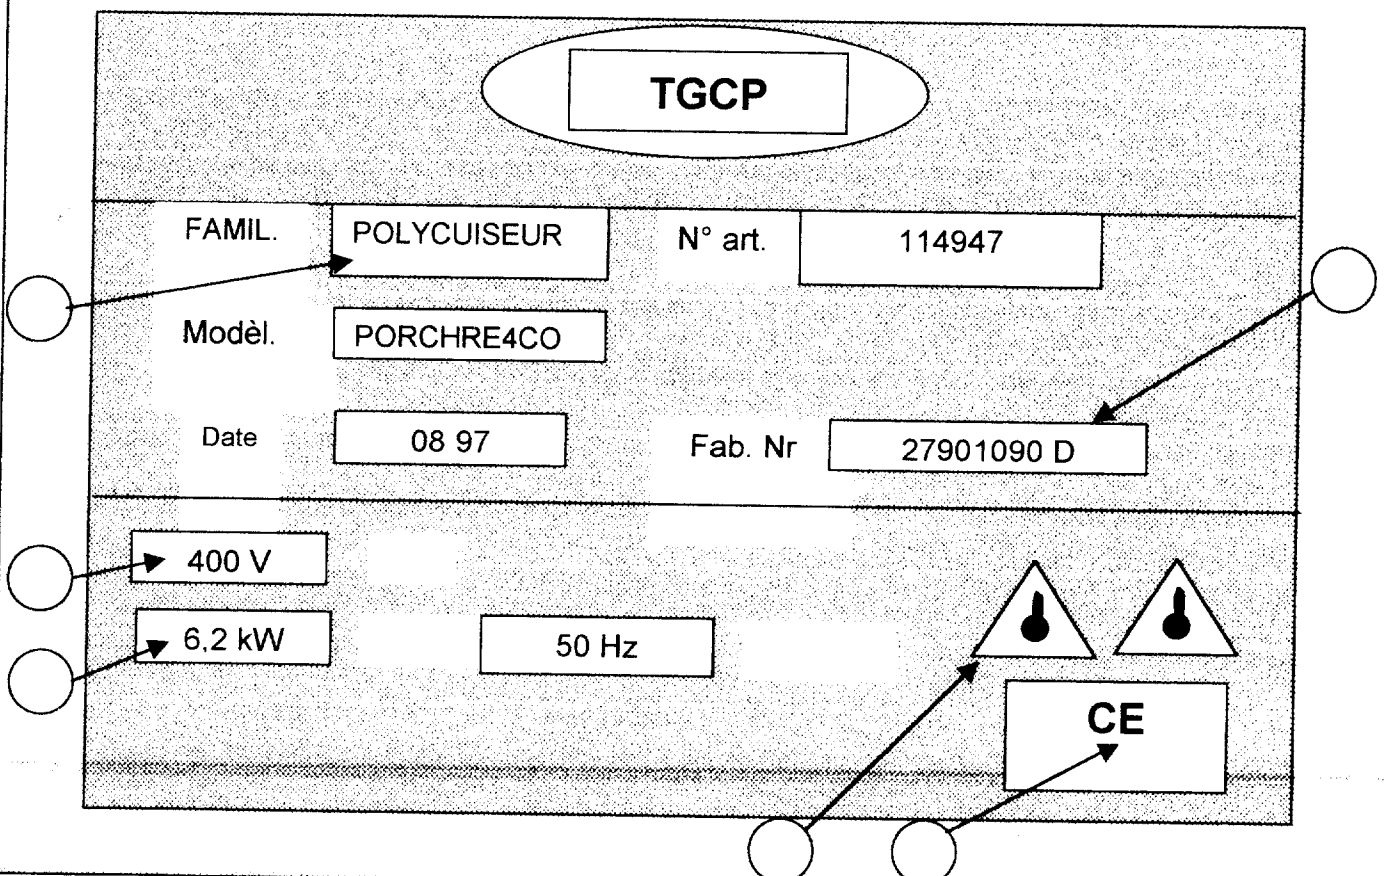 TGCP
FAMIL. POLYCUISEUR N° art. 114947
Modèl. PORCHRE4CO
Date 08 97 Fab. Nr 27901090 D
400 V
6,2 kW 50 Hz
CE